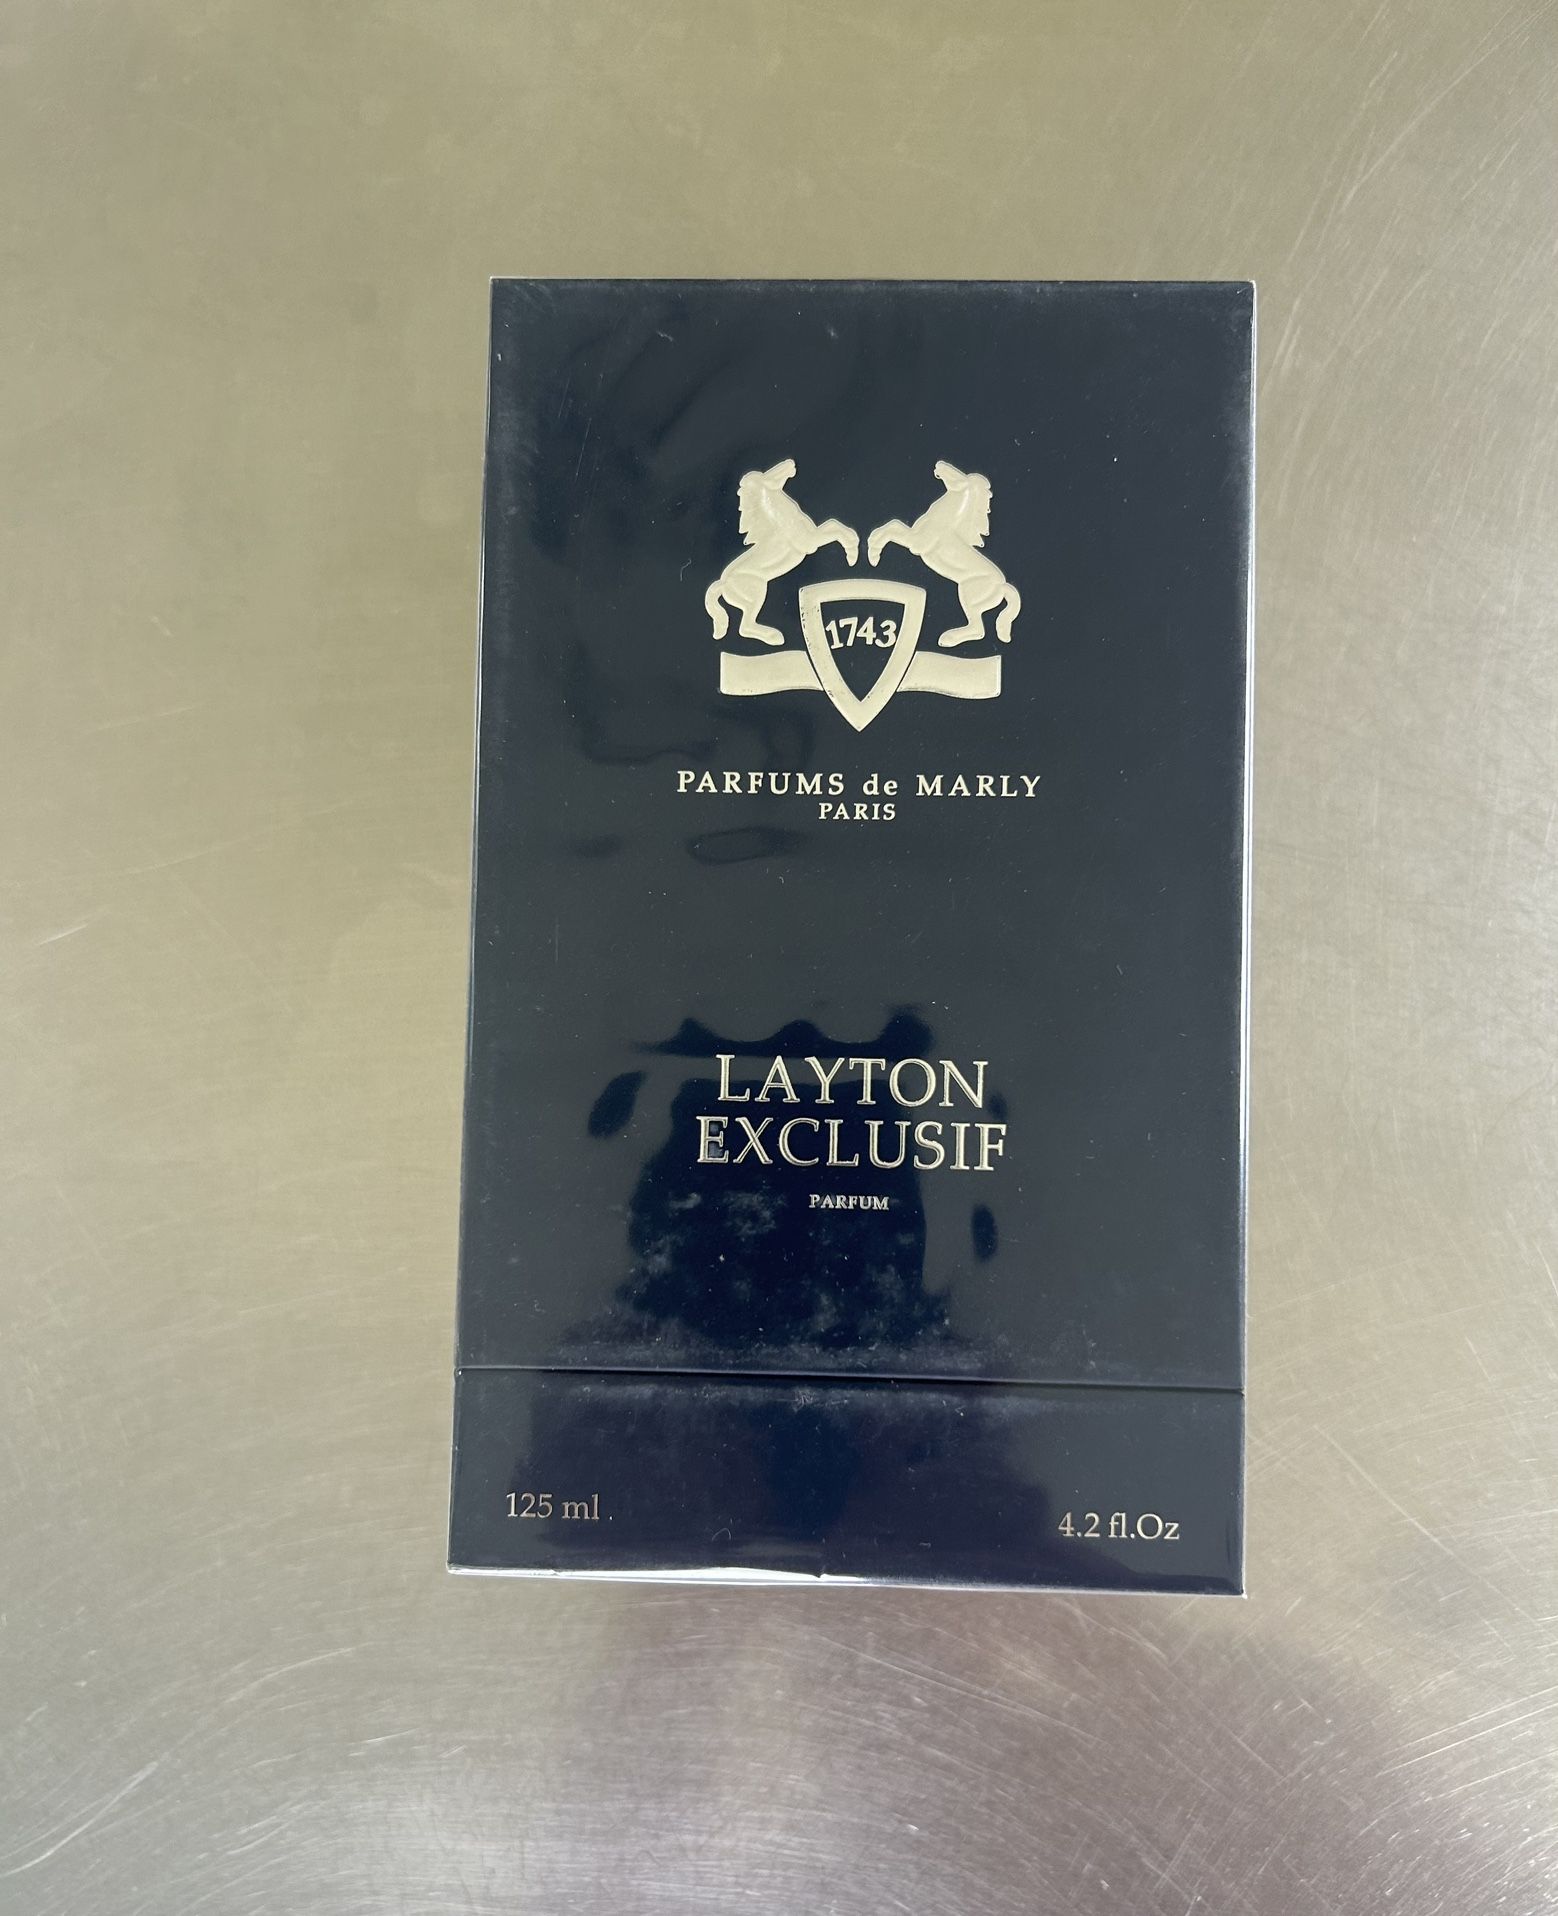 1743
PARFUMS de MARLY
PARIS
LAYTON
EXCLUSIF
PARFUM
125 ml .
4.2 fl.Oz